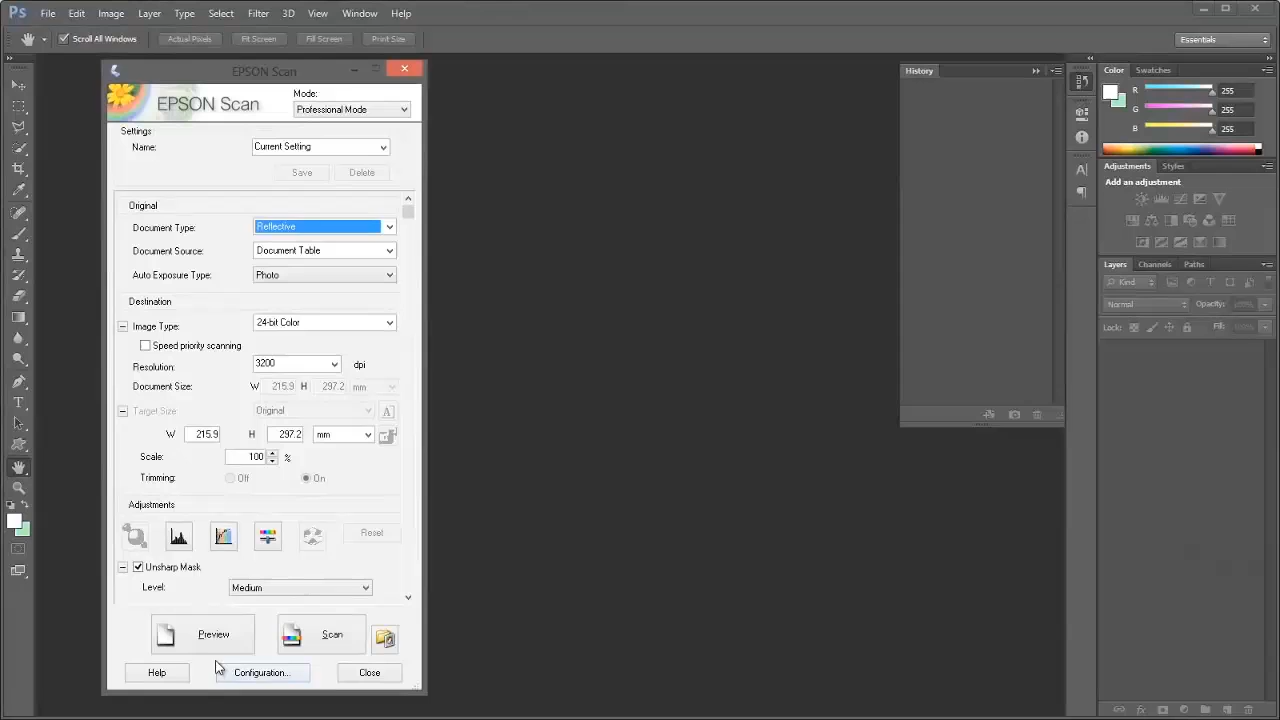 Ps File Edit Image Layer Type Select Filter 3D View Window Help
Scroll All Windows Actual Pixels Fit Screen Fill Screen Print Size Essentials
EPSON Scan
EPSON Scan
Mode:
Professional Mode
Settings:
Name: Current Setting
Save Delete
Original
Document Type: Reflective
Document Source: Document Table
Auto Exposure Type: Photo
Destination
Image Type: 24-bit Color
Speed priority scanning
Resolution: 3200 dpi
Document Size: W 215.9 H 297.2 mm
Target Size Original
W 215.9 H 297.2 mm
Scale: 100 %
Trimming: Off On
Adjustments
Reset
Unsharp Mask
Level: Medium
Preview Scan
Help Configuration... Close
History
Color Swatches
R 255
G 255
B 255
Adjustments Styles
Add an adjustment
Layers Channels Paths
Kind
Normal Opacity:
Lock: Fill: